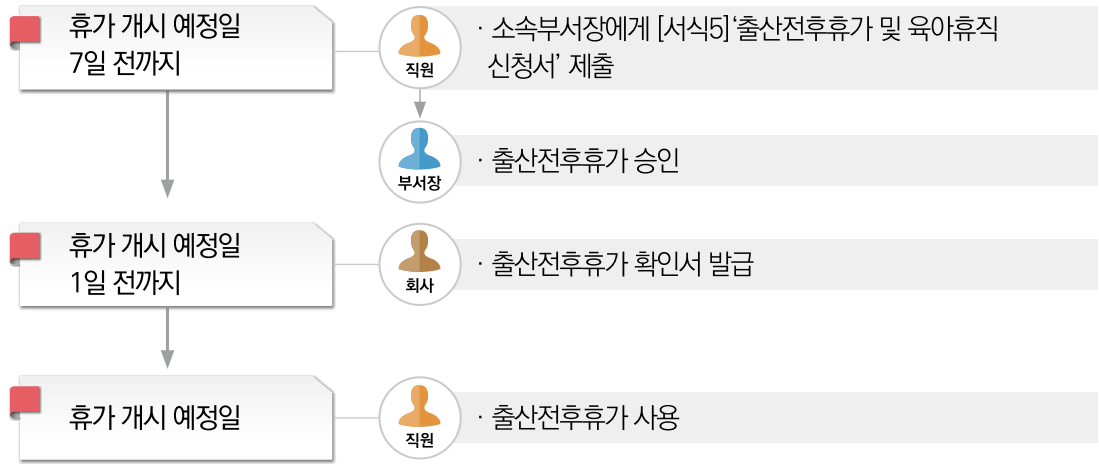 휴가 개시 예정일
7일 전까지
직원
· 소속부서장에게 [서식5]‘출산전후휴가 및 육아휴직
신청서’ 제출
부서장
· 출산전후휴가 승인
휴가 개시 예정일
1일 전까지
회사
· 출산전후휴가 확인서 발급
휴가 개시 예정일
직원
· 출산전후휴가 사용